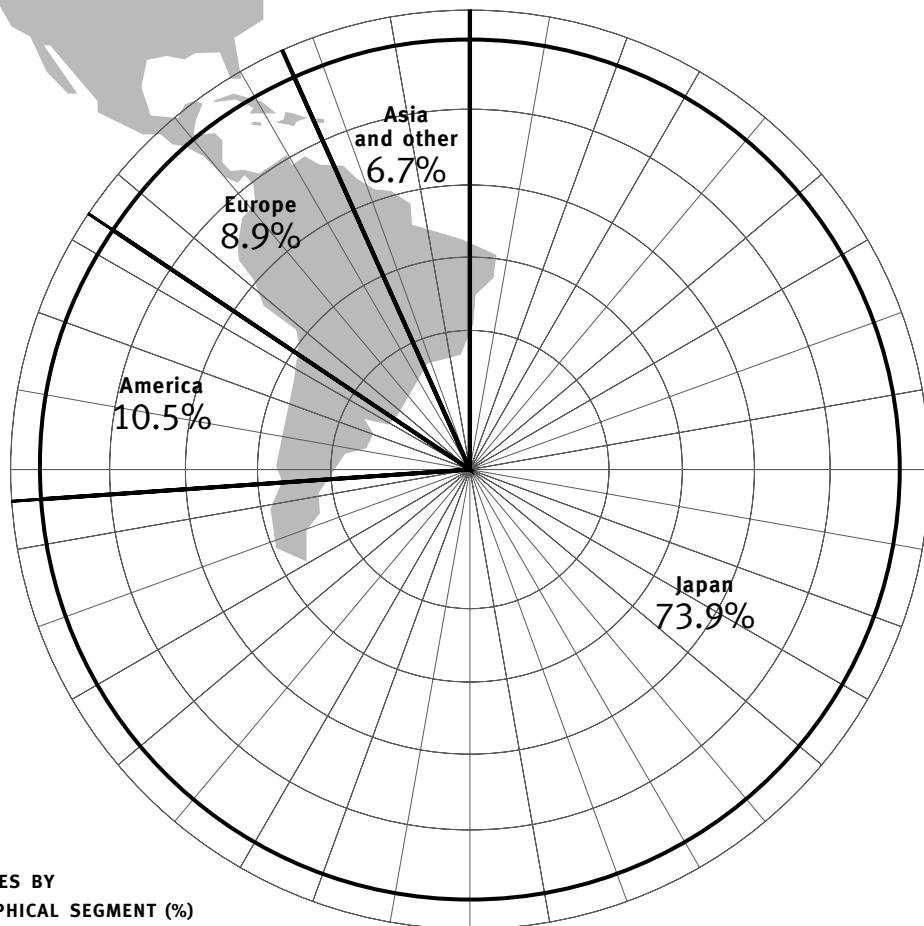 Asia
and other
6.7%
Europe
8.9%
America
10.5%
Japan
73.9%
ES BY
PHICAL SEGMENT (%)